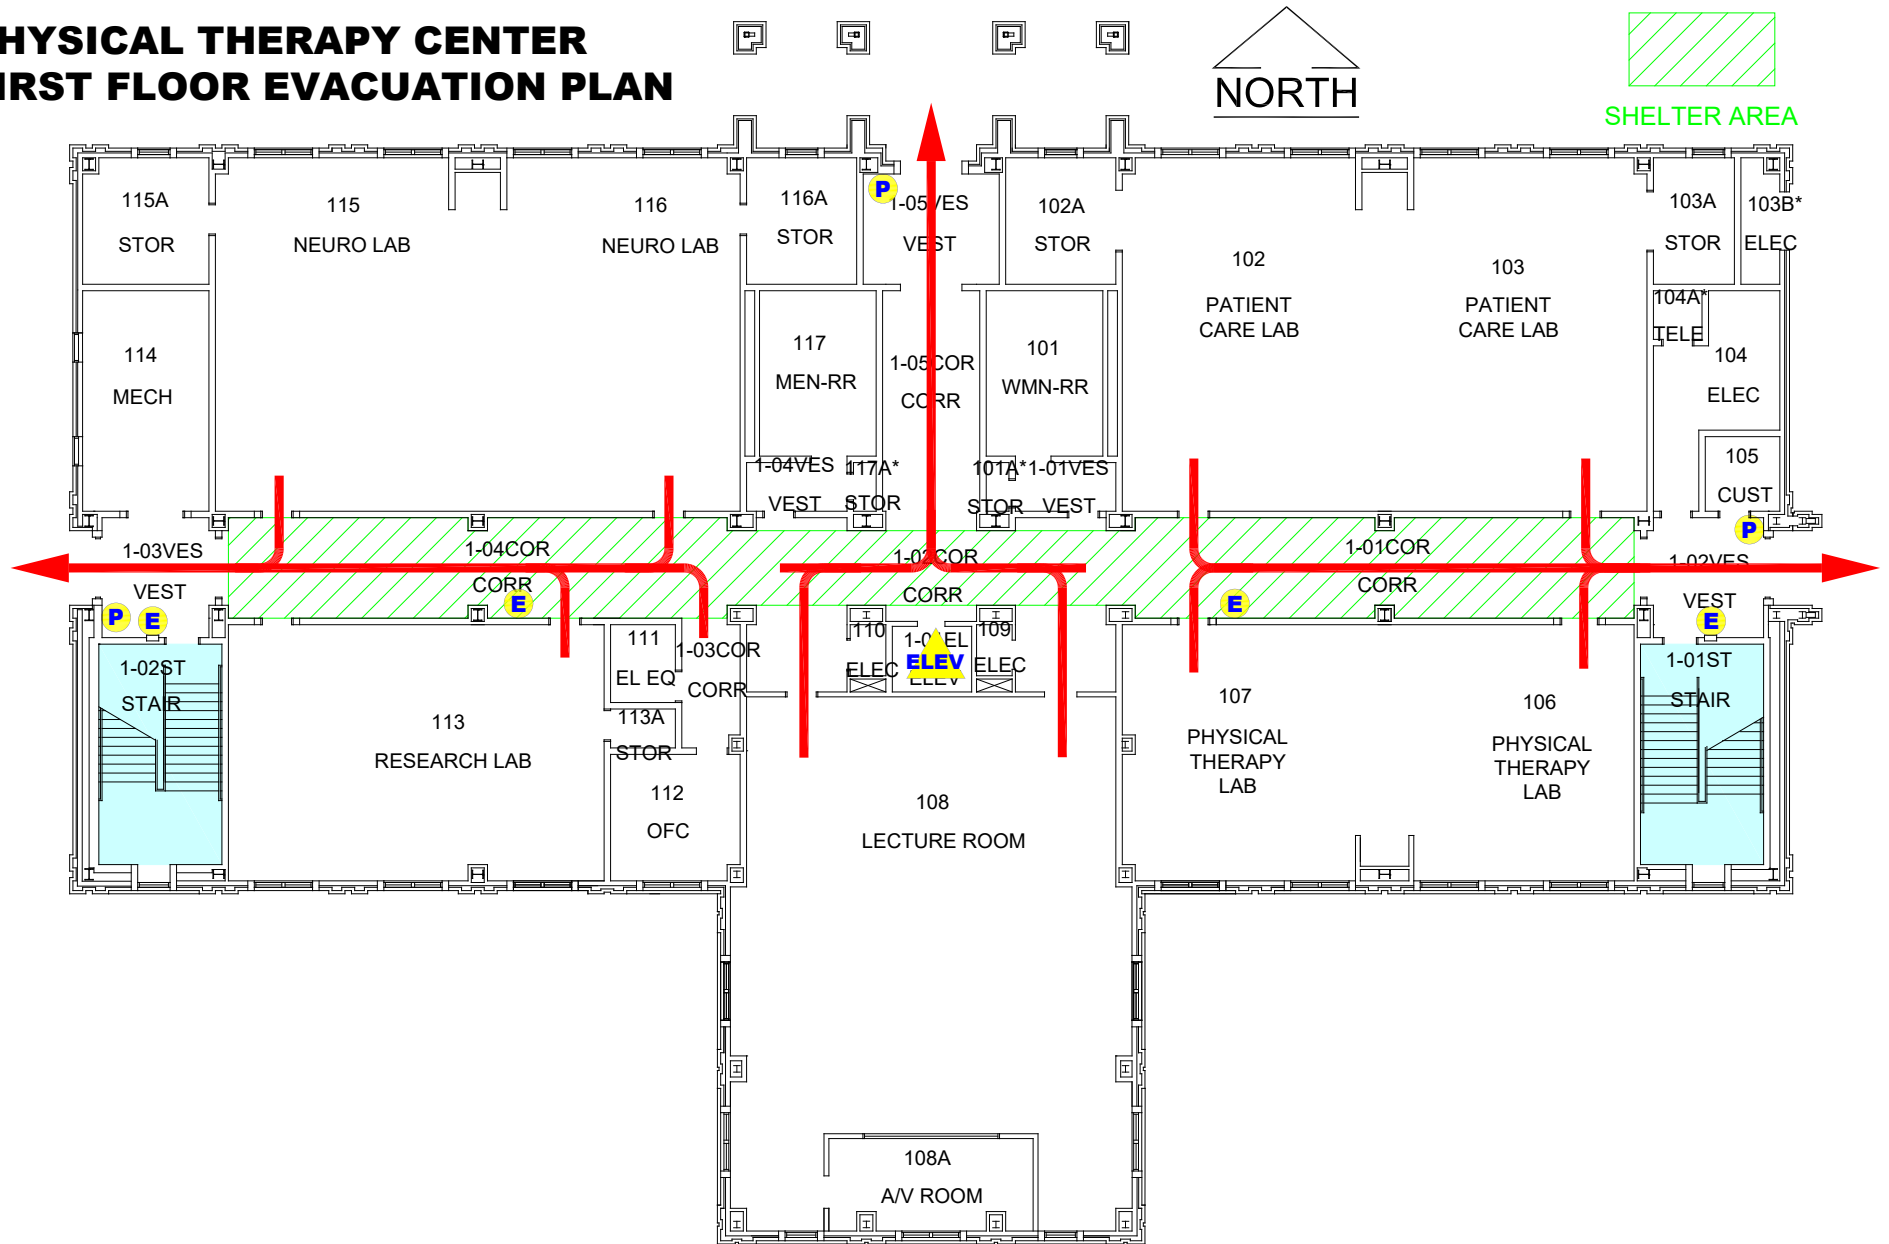 HYSICAL THERAPY CENTER
IRST FLOOR EVACUATION PLAN
NORTH
SHELTER AREA
115A
STOR
115
NEURO LAB
116
NEURO LAB
116A
STOR
P
1-05VES
VEST
102A
STOR
102
PATIENT
CARE LAB
103
PATIENT
CARE LAB
103A
STOR
103B*
ELEC
104A*
TELE
104
ELEC
114
MECH
117
MEN-RR
1-05COR
CORR
101
WMN-RR
105
CUST
1-04VES
VEST
117A*
STOR
101A*
STOR
1-01VES
VEST
P
1-03VES
VEST
1-04COR
CORR
1-02COR
CORR
1-01COR
CORR
1-02VES
VEST
P
E
E
E
E
1-02ST
STAIR
111
EL EQ
1-03COR
CORR
110
ELEC
1-01EL
ELEV
ELEV
109
ELEC
1-01ST
STAIR
113
RESEARCH LAB
113A
STOR
112
OFC
108
LECTURE ROOM
107
PHYSICAL
THERAPY
LAB
106
PHYSICAL
THERAPY
LAB
108A
A/V ROOM